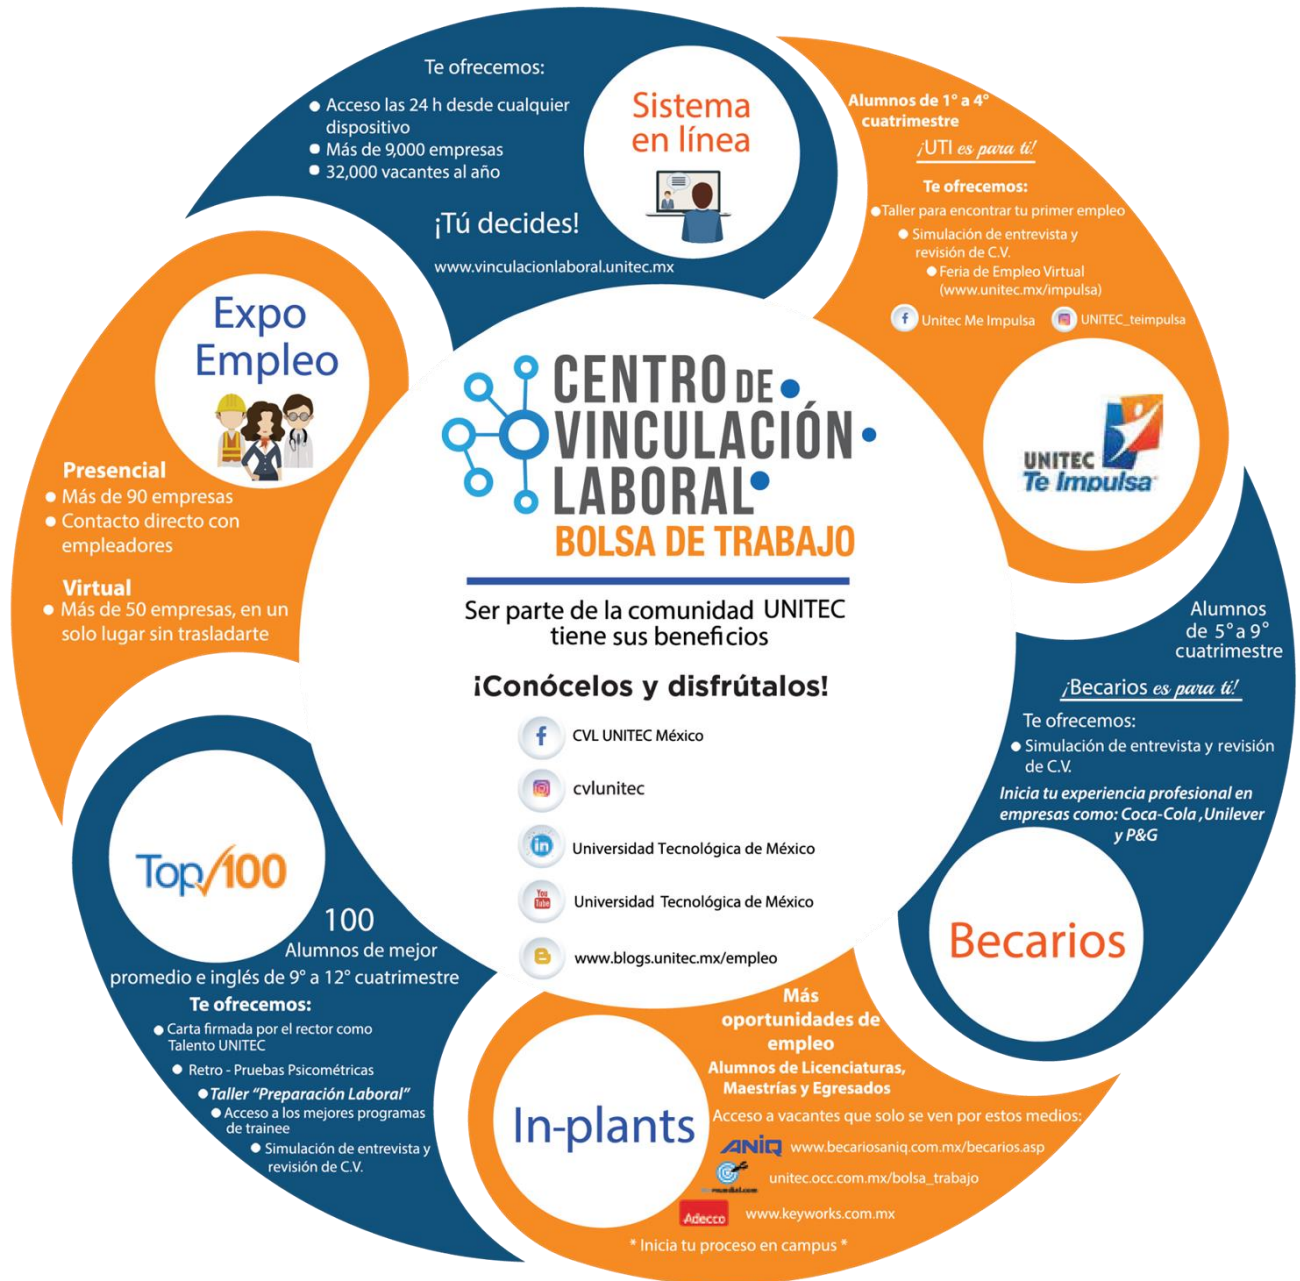 Te ofrecemos:
Acceso las 24 h desde cualquier
dispositivo
Más de 9,000 empresas
32,000 vacantes al año
¡Tú decides!
www.vinculacionlaboral.unitec.mx
Sistema
en línea
Alumnos de 1° a 4°
cuatrimestre
¡UTI es para ti!
Te ofrecemos:
Taller para encontrar tu primer empleo
Simulación de entrevista y
revisión de C.V.
Feria de Empleo Virtual
(www.unitec.mx/impulsa)
Unitec Me Impulsa
UNITEC_teimpulsa
UNITEC
Te Impulsa
Alumnos
de 5° a 9°
cuatrimestre
¡Becarios es para ti!
Te ofrecemos:
Simulación de entrevista y revisión
de C.V.
Inicia tu experiencia profesional en
empresas como: Coca-Cola ,Unilever
y P&G
Becarios
Más
oportunidades de
empleo
Alumnos de Licenciaturas,
Maestrías y Egresados
Acceso a vacantes que solo se ven por estos medios:
ANIQ www.becariosaniq.com.mx/becarios.asp
unitec.occ.com.mx/bolsa_trabajo
Adecco www.keyworks.com.mx
* Inicia tu proceso en campus *
In-plants
Top 100
100
Alumnos de mejor
promedio e inglés de 9° a 12° cuatrimestre
Te ofrecemos:
Carta firmada por el rector como
Talento UNITEC
Retro - Pruebas Psicométricas
Taller “Preparación Laboral”
Acceso a los mejores programas
de trainee
Simulación de entrevista y
revisión de C.V.
Expo
Empleo
Presencial
Más de 90 empresas
Contacto directo con
empleadores
Virtual
Más de 50 empresas, en un
solo lugar sin trasladarte
CENTRO DE
VINCULACIÓN
LABORAL
BOLSA DE TRABAJO
Ser parte de la comunidad UNITEC
tiene sus beneficios
¡Conócelos y disfrútalos!
CVL UNITEC México
cvlunitec
Universidad Tecnológica de México
You
Tube
Universidad Tecnológica de México
www.blogs.unitec.mx/empleo